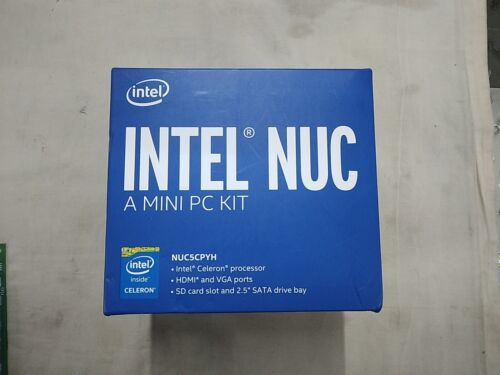 intel
INTEL® NUC
A MINI PC KIT
NUC5CPYH
intel inside™
CELERON®
• Intel® Celeron® processor
• HDMI* and VGA ports
• SD card slot and 2.5" SATA drive bay